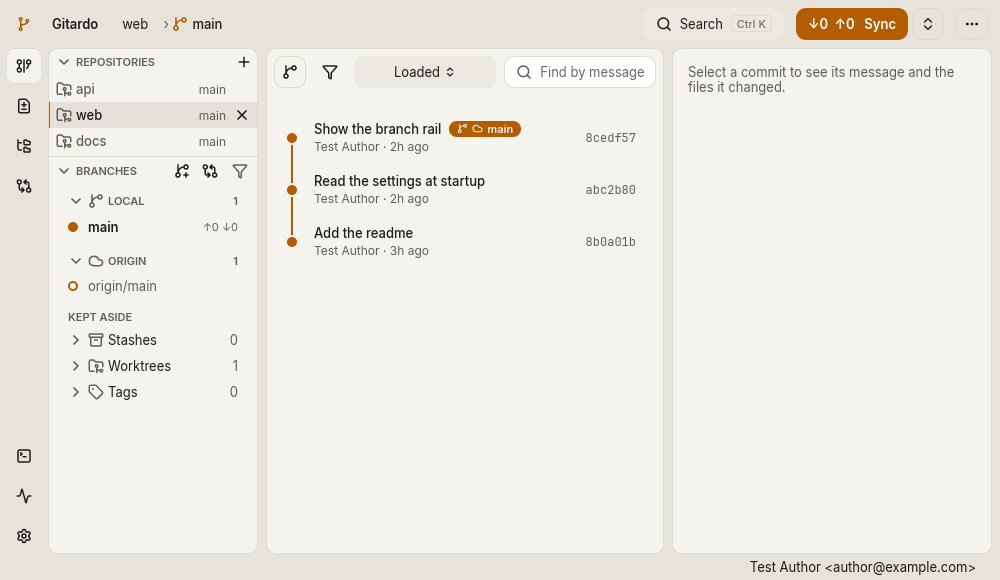 Gitardo web › main
Search Ctrl K
↓0 ↑0 Sync
REPOSITORIES
api main
web main
docs main
BRANCHES
LOCAL 1
main ↑0 ↓0
ORIGIN 1
origin/main
KEPT ASIDE
Stashes 0
Worktrees 1
Tags 0
Loaded
Find by message
Show the branch rail main
Test Author · 2h ago
8cedf57
Read the settings at startup
Test Author · 2h ago
abc2b80
Add the readme
Test Author · 3h ago
8b0a01b
Select a commit to see its message and the
files it changed.
Test Author <author@example.com>